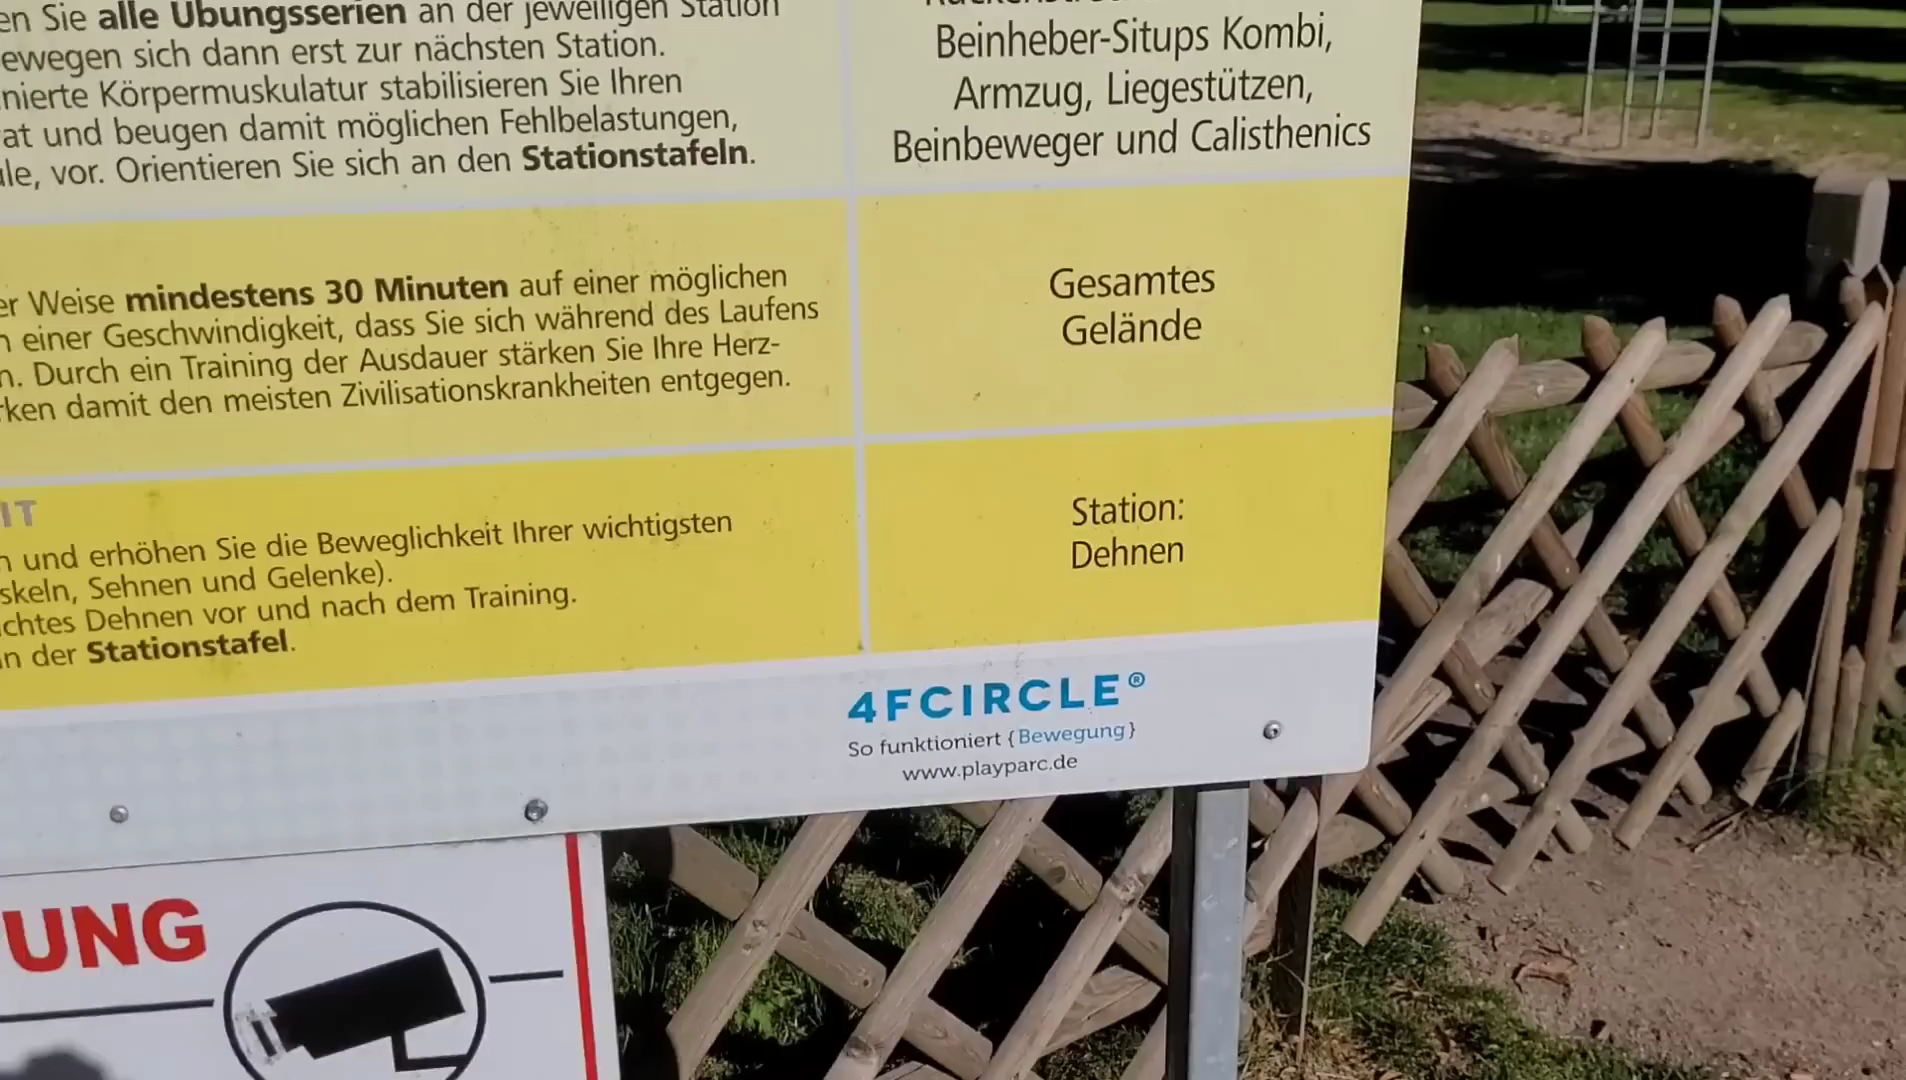 en Sie alle Übungsserien an der jeweiligen Station
ewegen sich dann erst zur nächsten Station.
nierte Körpermuskulatur stabilisieren Sie Ihren
rat und beugen damit möglichen Fehlbelastungen,
ule, vor. Orientieren Sie sich an den Stationstafeln.
Beinheber-Situps Kombi,
Armzug, Liegestützen,
Beinbeweger und Calisthenics
er Weise mindestens 30 Minuten auf einer möglichen
n einer Geschwindigkeit, dass Sie sich während des Laufens
n. Durch ein Training der Ausdauer stärken Sie Ihre Herz-
rken damit den meisten Zivilisationskrankheiten entgegen.
Gesamtes
Gelände
IT
n und erhöhen Sie die Beweglichkeit Ihrer wichtigsten
skeln, Sehnen und Gelenke).
ichtes Dehnen vor und nach dem Training.
an der Stationstafel.
Station:
Dehnen
4FCIRCLE®
So funktioniert {Bewegung}
www.playparc.de
UNG